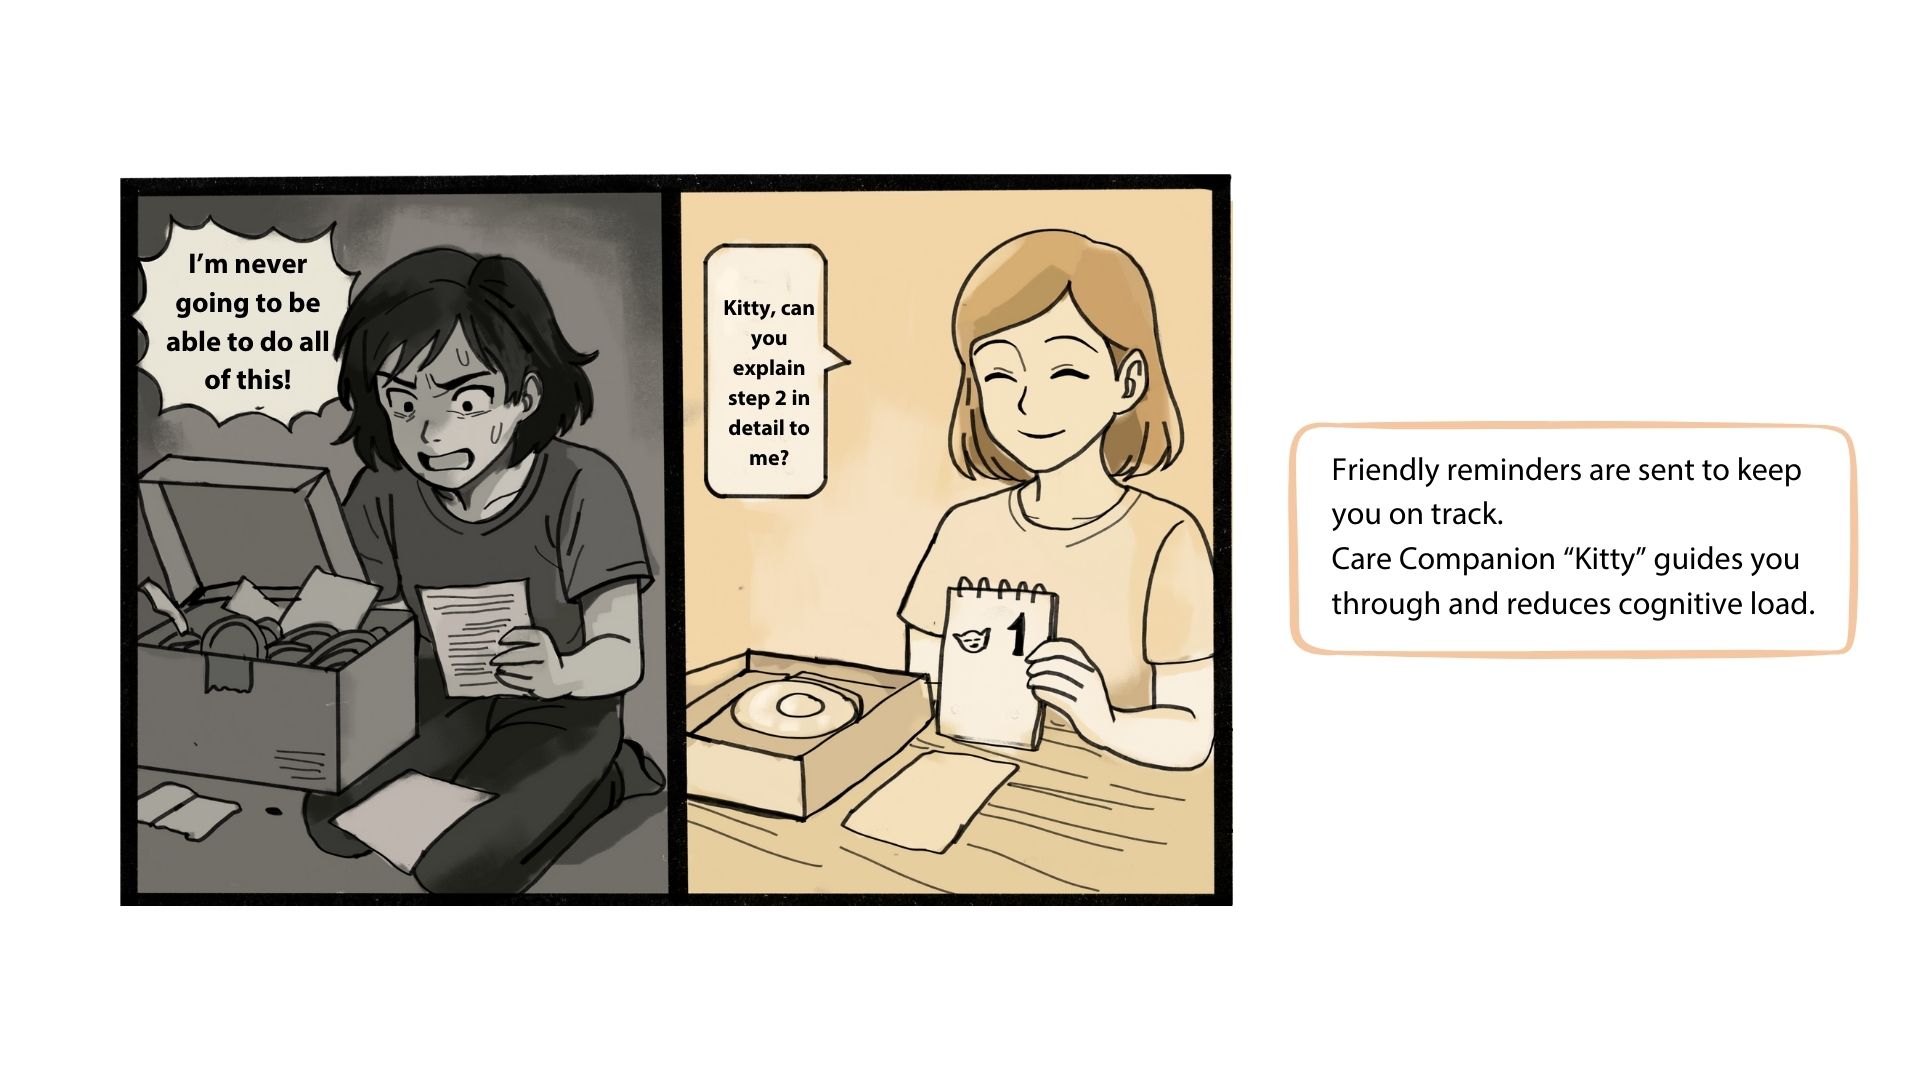 I’m never
going to be
able to do all
of this!
Kitty, can
you
explain
step 2 in
detail to
me?
1
Friendly reminders are sent to keep
you on track.
Care Companion “Kitty” guides you
through and reduces cognitive load.